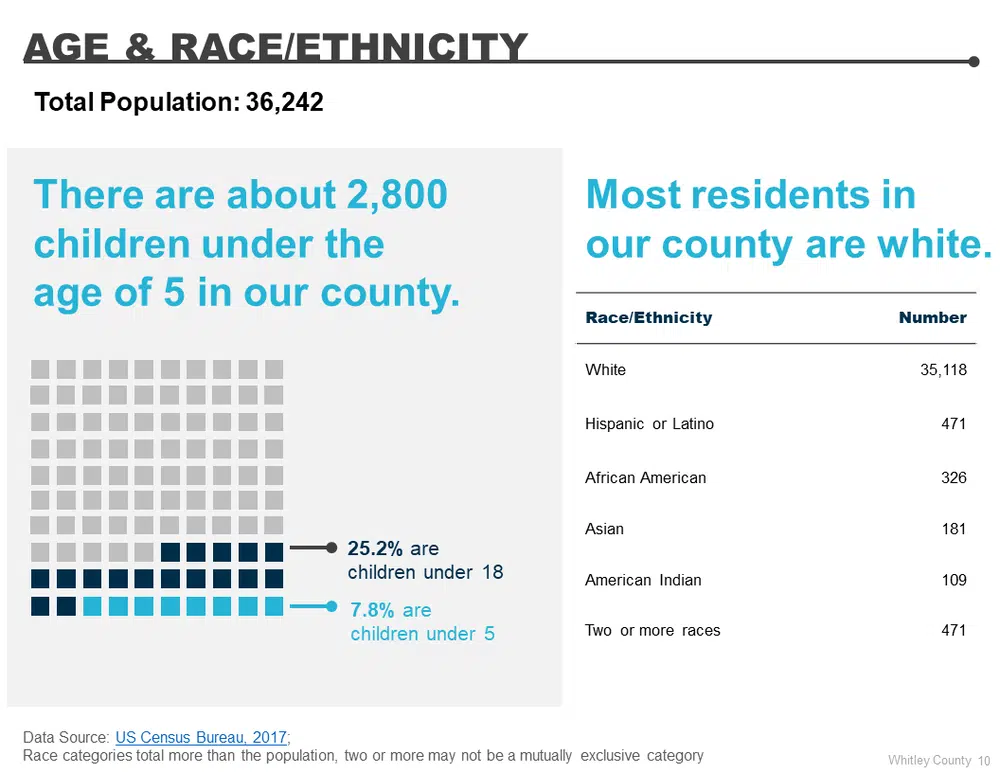 AGE & RACE/ETHNICITY
Total Population: 36,242
There are about 2,800
children under the
age of 5 in our county.
25.2% are
children under 18
7.8% are
children under 5
Most residents in
our county are white.
Race/Ethnicity Number
White 35,118
Hispanic or Latino 471
African American 326
Asian 181
American Indian 109
Two or more races 471
Data Source: US Census Bureau, 2017;
Race categories total more than the population, two or more may not be a mutually exclusive category
Whitley County 10